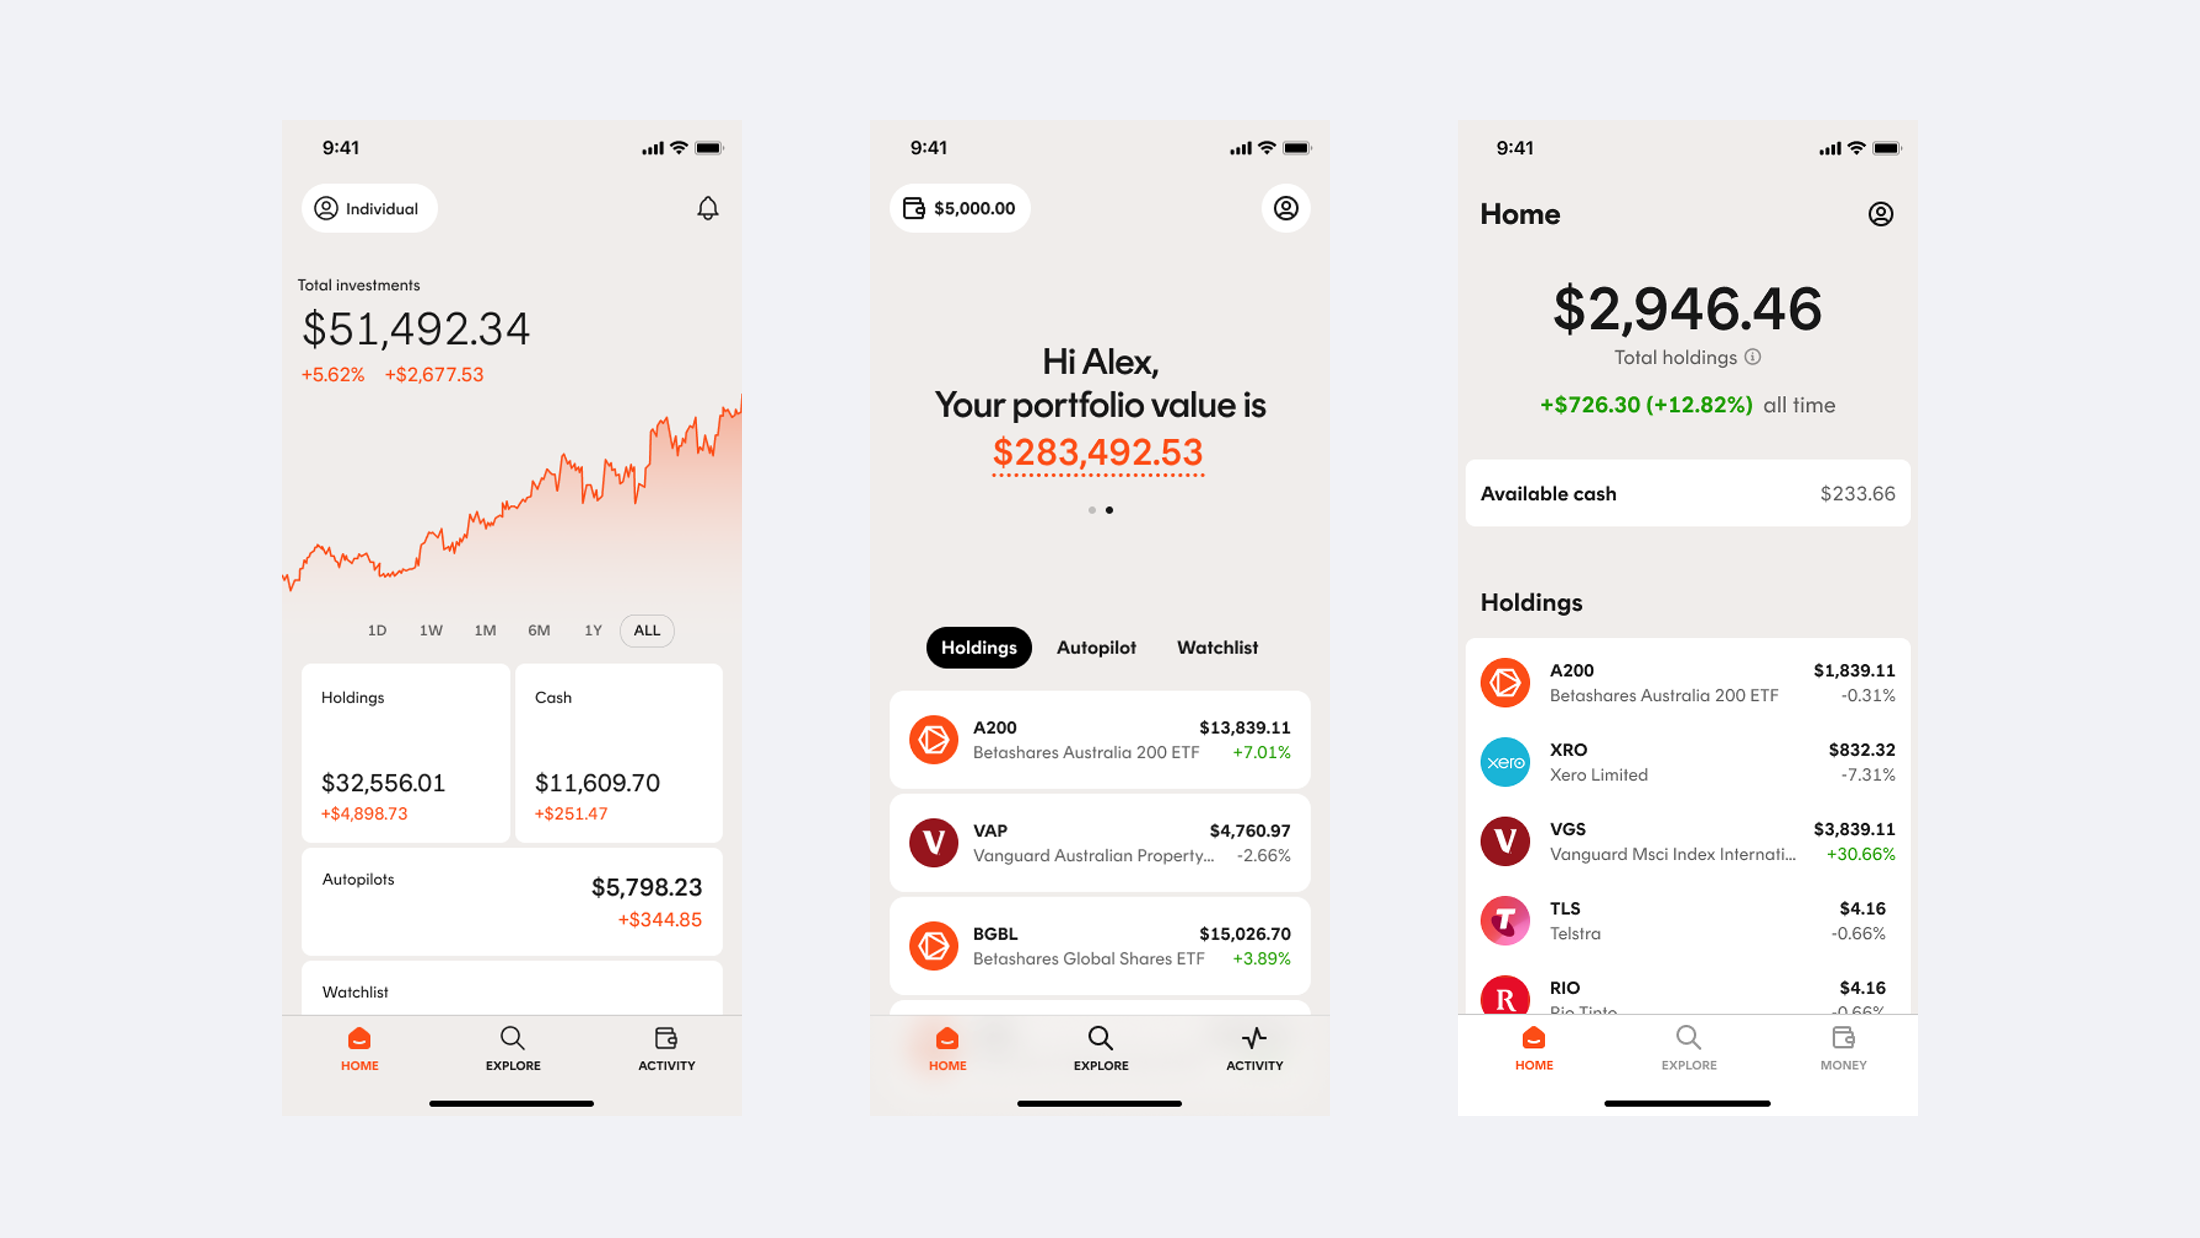 9:41
Individual
Total investments
$51,492.34
+5.62% +$2,677.53
1D 1W 1M 6M 1Y ALL
Holdings
$32,556.01
+$4,898.73
Cash
$11,609.70
+$251.47
Autopilots
$5,798.23
+$344.85
Watchlist
HOME EXPLORE ACTIVITY
9:41
$5,000.00
Hi Alex,
Your portfolio value is
$283,492.53
Holdings Autopilot Watchlist
A200 $13,839.11
Betashares Australia 200 ETF +7.01%
V
VAP $4,760.97
Vanguard Australian Property... -2.66%
BGBL $15,026.70
Betashares Global Shares ETF +3.89%
HOME EXPLORE ACTIVITY
9:41
Home
$2,946.46
Total holdings
+$726.30 (+12.82%) all time
Available cash $233.66
Holdings
A200 $1,839.11
Betashares Australia 200 ETF -0.31%
xero
XRO $832.32
Xero Limited -7.31%
V
VGS $3,839.11
Vanguard Msci Index Internati... +30.66%
T
TLS $4.16
Telstra -0.66%
R
RIO $4.16
Rio Tinto -0.66%
HOME EXPLORE MONEY